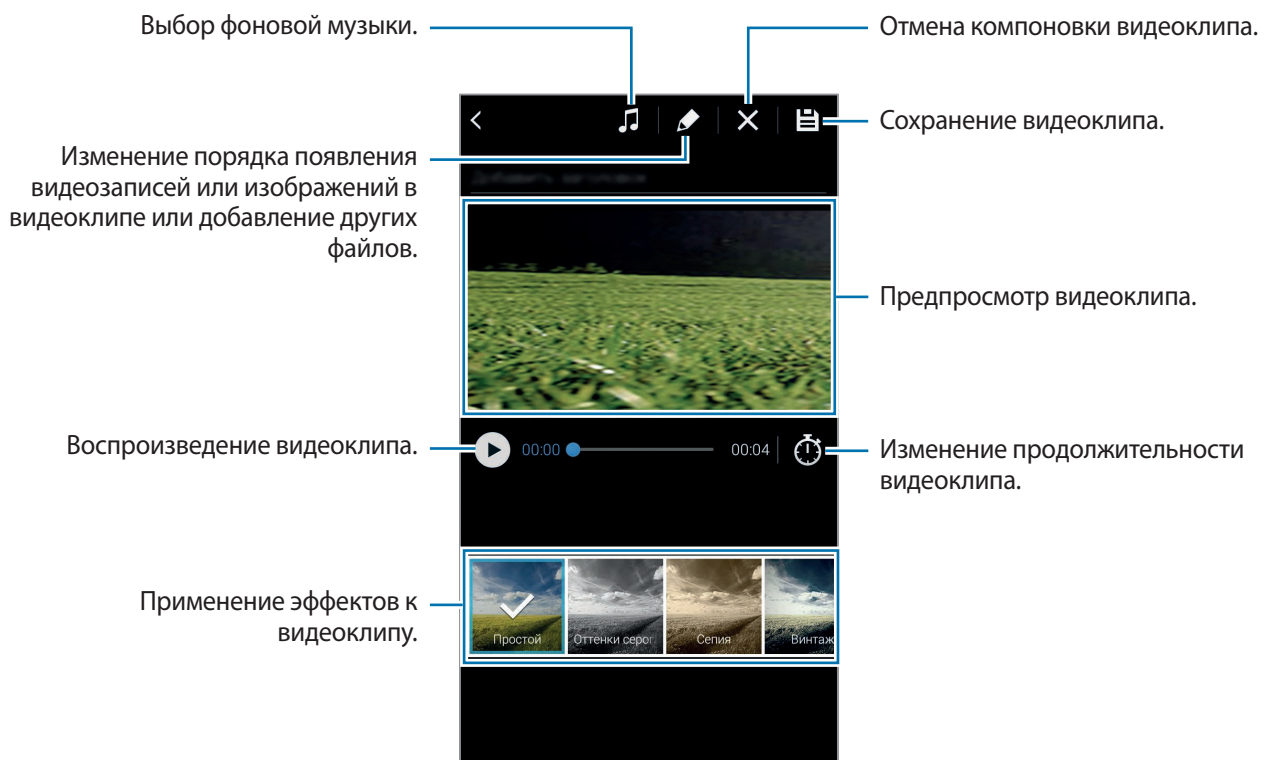 Выбор фоновой музыки.
Отмена компоновки видеоклипа.
Сохранение видеоклипа.
Изменение порядка появления
видеозаписей или изображений в
видеоклипе или добавление других
файлов.
Добавить заголовок
Предпросмотр видеоклипа.
Воспроизведение видеоклипа.
00:00
00:04
Изменение продолжительности
видеоклипа.
Применение эффектов к
видеоклипу.
Простой
Оттенки серог
Сепия
Винтаж